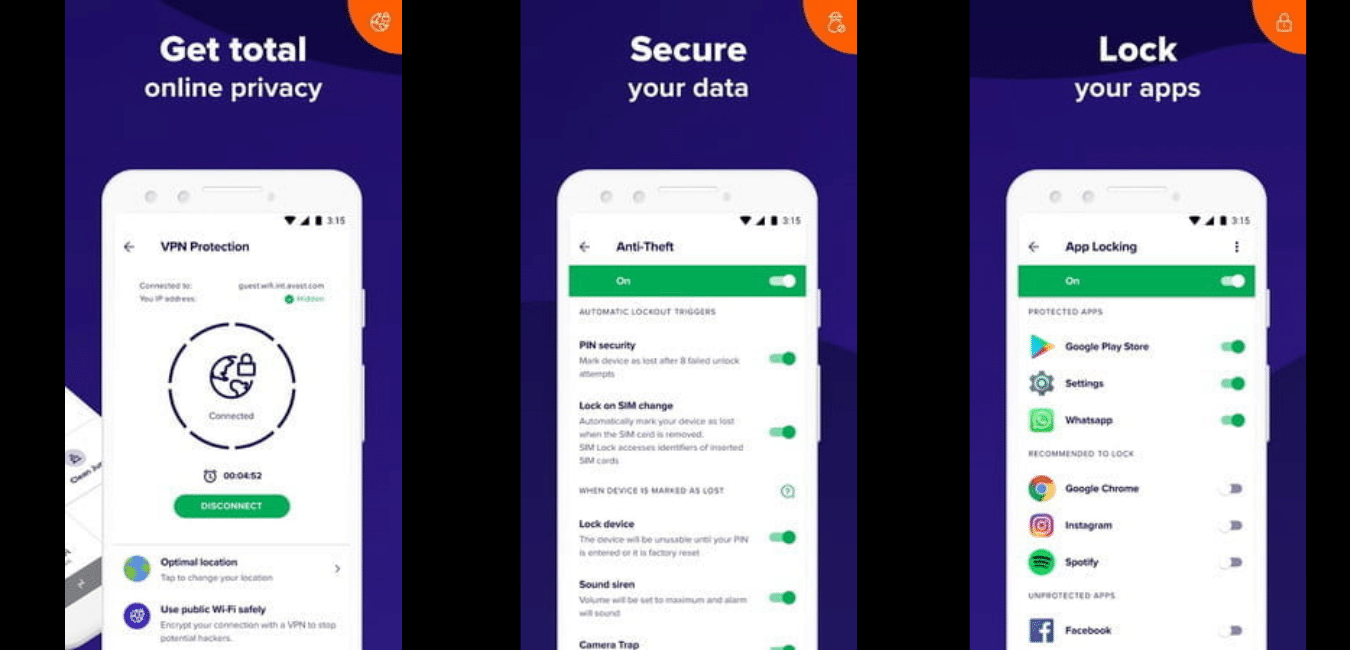 Get total
online privacy
3:15
VPN Protection
Connected to: guest.wifi.int.avast.com
You IP address: Hidden
Connected
00:04:52
DISCONNECT
Optimal location
Tap to change your location
Use public Wi-Fi safely
Encrypt your connection with a VPN to stop
potential hackers.
Secure
your data
3:15
Anti-Theft
On
AUTOMATIC LOCKOUT TRIGGERS
PIN security
Mark device as lost after 8 failed unlock
attempts
Lock on SIM change
Automatically mark your device as lost
when the SIM card is removed.
SIM Lock accesses identifiers of inserted
SIM cards
WHEN DEVICE IS MARKED AS LOST
Lock device
The device will be unusable until your PIN
is entered or it is factory reset
Sound siren
Volume will be set to maximum and alarm
will sound
Camera Trap
Lock
your apps
3:15
App Locking
On
PROTECTED APPS
Google Play Store
Settings
Whatsapp
RECOMMENDED TO LOCK
Google Chrome
Instagram
Spotify
UNPROTECTED APPS
Facebook